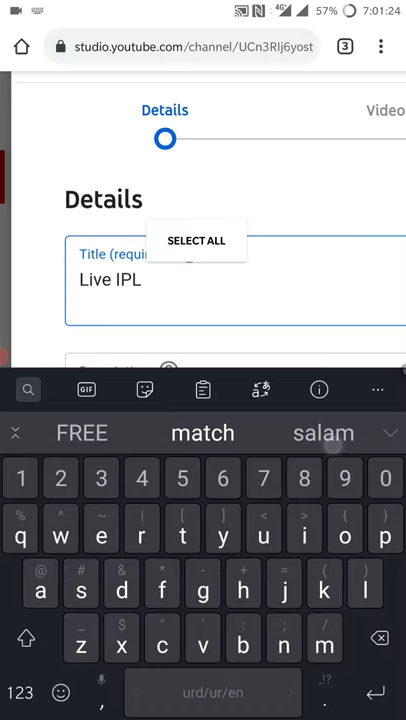 57% 7:01:24
studio.youtube.com/channel/UCn3RIj6yost 3
Details Video
Details
SELECT ALL
Title (requi
Live IPL
GIF
FREE match salam
1 2 3 4 5 6 7 8 9 0
% ^ ~ | [ ] < > { }
q w e r t y u i o p
@ # & * - + = ( )
a s d f g h j k l
_ $ " ' : ; /
z x c v b n m
,!?
123 , urd/ur/en .